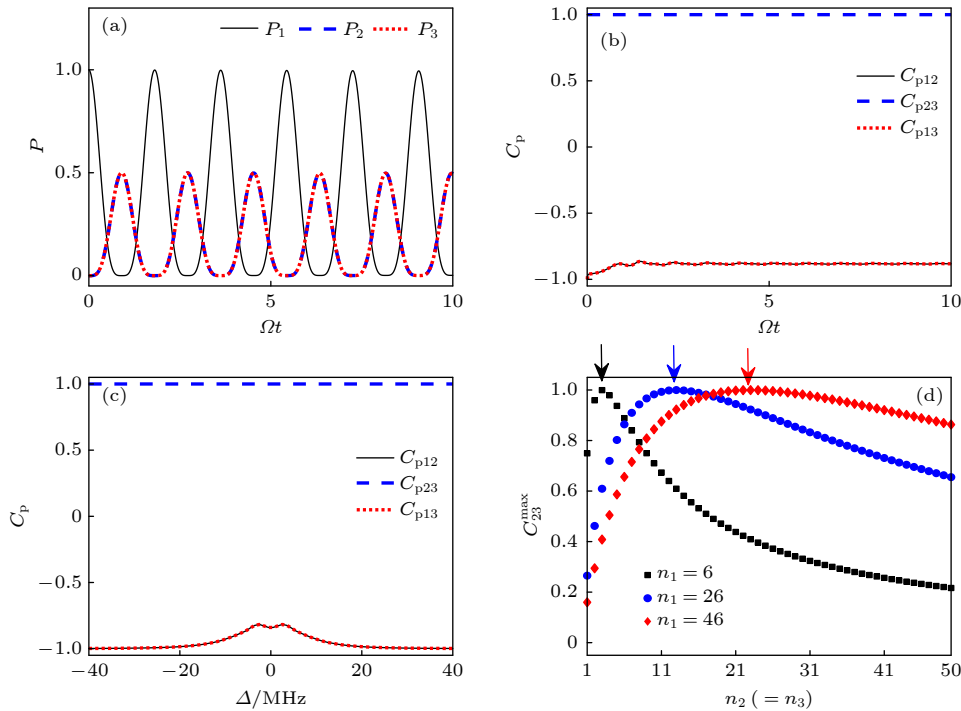 (a) P₁ P₂ P₃
1.0
0.5
0
P
0 5 10
Ωt
(b)
1.0
0.5
0
−0.5
−1.0
Cₚ
Cₚ₁₂
Cₚ₂₃
Cₚ₁₃
0 5 10
Ωt
(c)
1.0
0.5
0
−0.5
−1.0
Cₚ
Cₚ₁₂
Cₚ₂₃
Cₚ₁₃
−40 −20 0 20 40
Δ/MHz
(d)
1.0
0.8
0.6
0.4
0.2
0
C₂₃ᵐᵃˣ
n₁ = 6
n₁ = 26
n₁ = 46
1 11 21 31 41 50
n₂ ( = n₃)